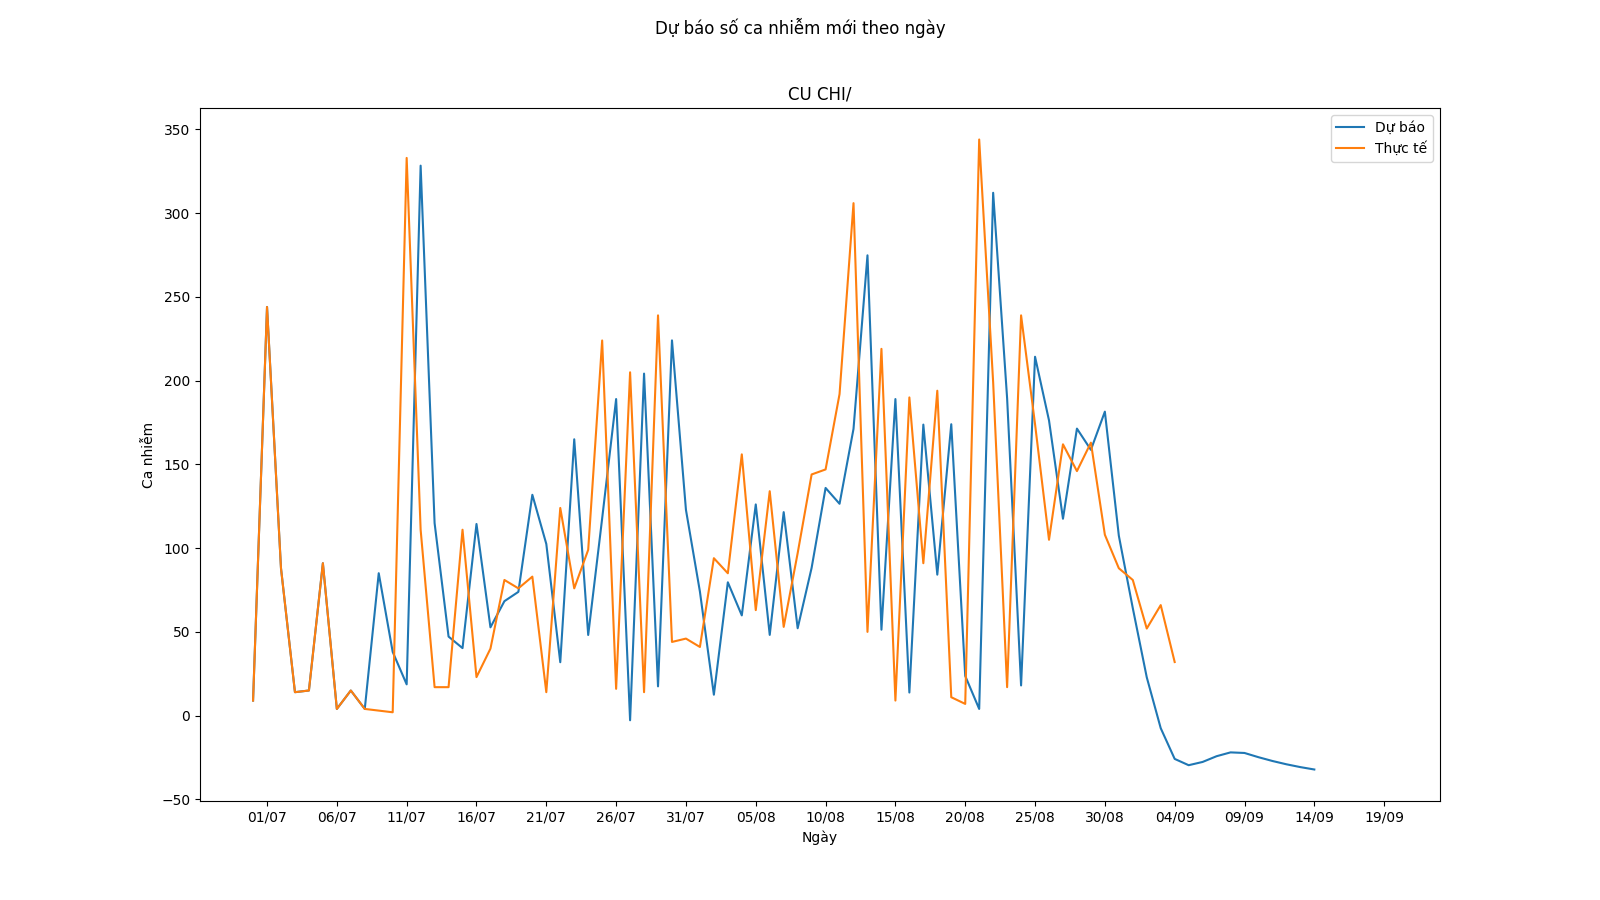 Dự báo số ca nhiễm mới theo ngày
CU CHI/
Dự báo
Thực tế
350
300
250
200
150
100
50
0
−50
Ca nhiễm
01/07 06/07 11/07 16/07 21/07 26/07 31/07 05/08 10/08 15/08 20/08 25/08 30/08 04/09 09/09 14/09 19/09
Ngày